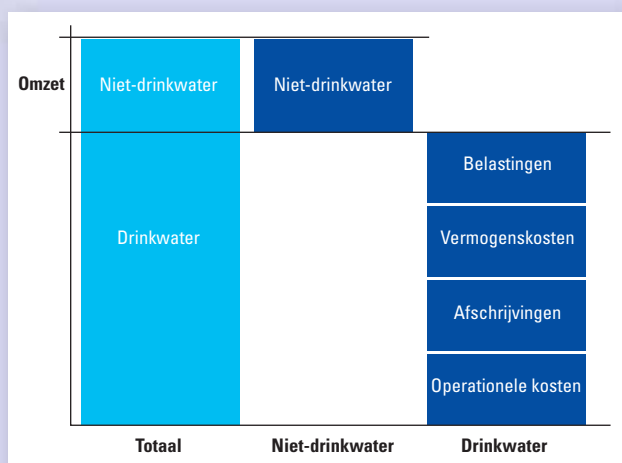 Omzet
Niet-drinkwater
Niet-drinkwater
Drinkwater
Belastingen
Vermogenskosten
Afschrijvingen
Operationele kosten
Totaal
Niet-drinkwater
Drinkwater